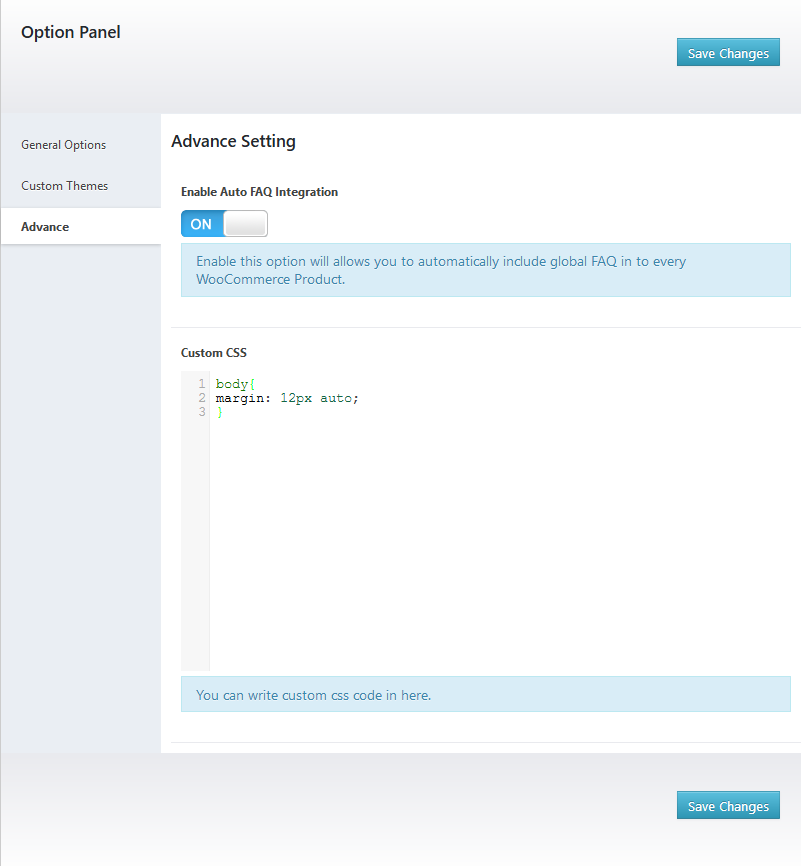 Option Panel
Save Changes
General Options
Custom Themes
Advance
Advance Setting
Enable Auto FAQ Integration
ON
Enable this option will allows you to automatically include global FAQ in to every
WooCommerce Product.
Custom CSS
1 body{
2 margin: 12px auto;
3 }
You can write custom css code in here.
Save Changes